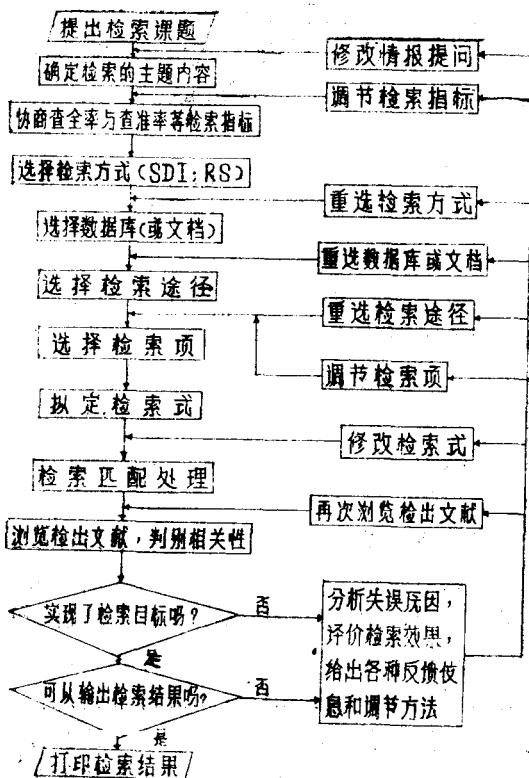 提出检索课题
修改情报提问
确定检索的主题内容
调节检索指标
协商查全率与查准率等检索指标
选择检索方式(SDI;RS)
重选检索方式
选择数据库(或文档)
重选数据库或文档
选择检索途径
重选检索途径
选择检索项
调节检索项
拟定检索式
修改检索式
检索匹配处理
再次浏览检出文献
浏览检出文献,判别相关性
实现了检索目标吗?
否
分析失误原因,
评价检索效果,
给出各种反馈信
息和调节方法
是
可以输出检索结果吗?
否
是
打印检索结果